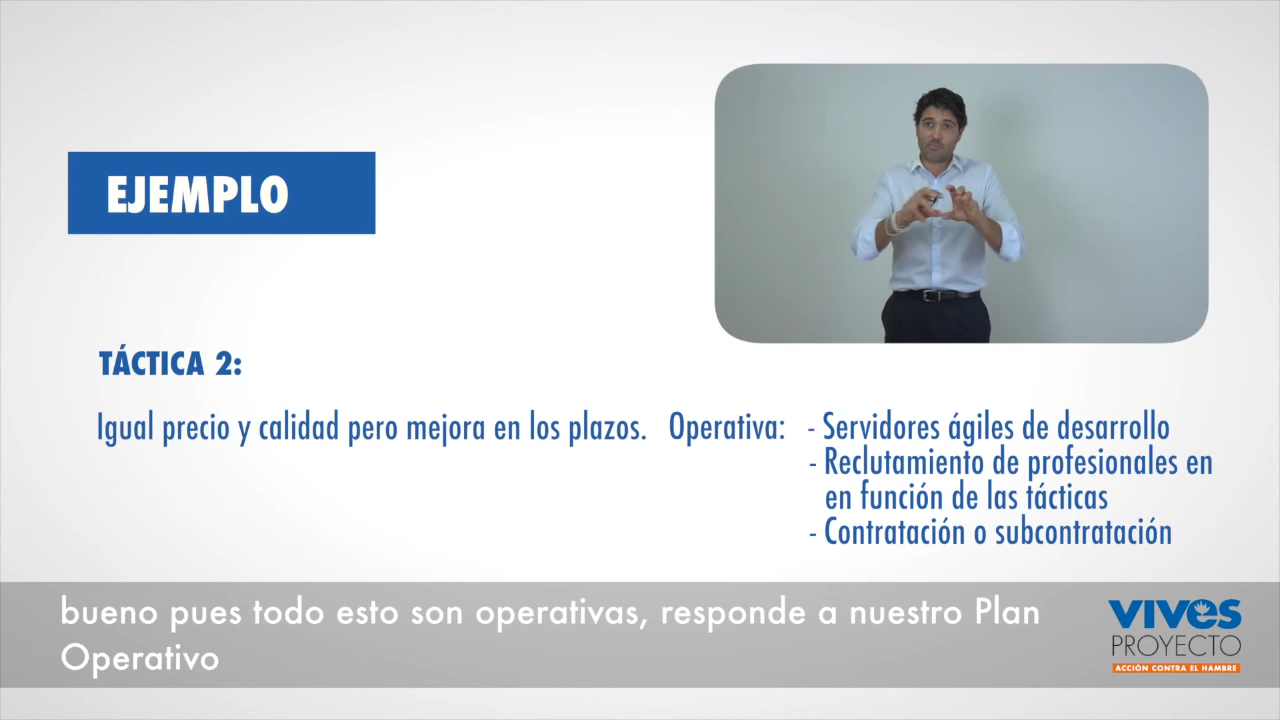 EJEMPLO
TÁCTICA 2:
Igual precio y calidad pero mejora en los plazos. Operativa: - Servidores ágiles de desarrollo
- Reclutamiento de profesionales en
en función de las tácticas
- Contratación o subcontratación
bueno pues todo esto son operativas, responde a nuestro Plan
Operativo
VIVES
PROYECTO
ACCIÓN CONTRA EL HAMBRE